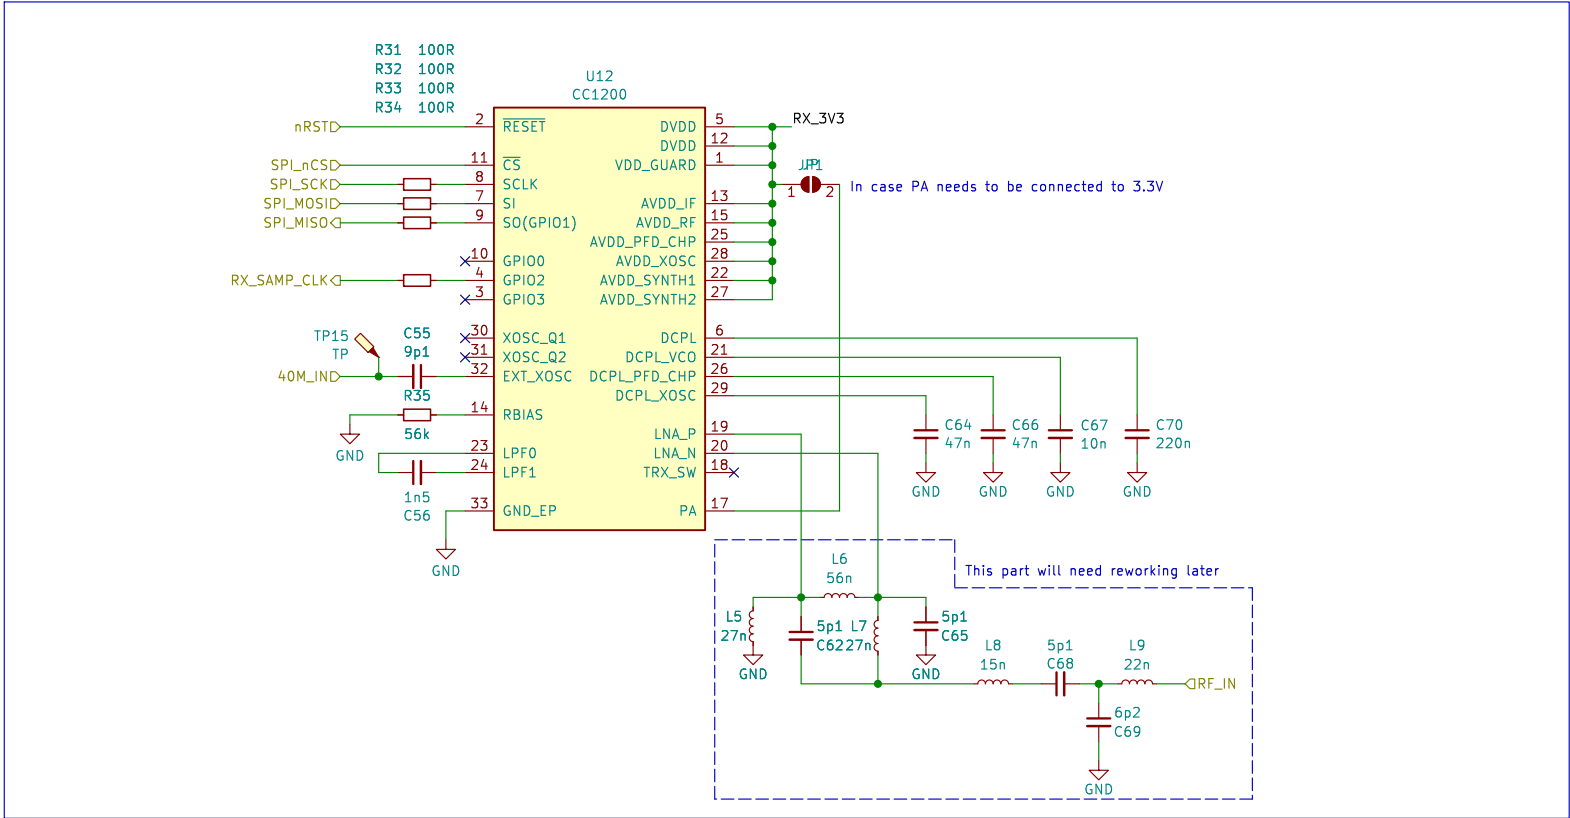 R31 100R
R32 100R
R33 100R
R34 100R
U12
CC1200
nRST
SPI_nCS
SPI_SCK
SPI_MOSI
SPI_MISO
RX_SAMP_CLK
TP15
TP
40M_IN
C55
9p1
R35
56k
GND
1n5
C56
GND
2 RESET
11 CS
8 SCLK
7 SI
9 SO(GPIO1)
10 GPIO0
4 GPIO2
3 GPIO3
30 XOSC_Q1
31 XOSC_Q2
32 EXT_XOSC
14 RBIAS
23 LPF0
24 LPF1
33 GND_EP
DVDD 5
DVDD 12
VDD_GUARD 1
AVDD_IF 13
AVDD_RF 15
AVDD_PFD_CHP 25
AVDD_XOSC 28
AVDD_SYNTH1 22
AVDD_SYNTH2 27
DCPL 6
DCPL_VCO 21
DCPL_PFD_CHP 26
DCPL_XOSC 29
LNA_P 19
LNA_N 20
TRX_SW 18
PA 17
RX_3V3
1 2
In case PA needs to be connected to 3.3V
C64
47n
GND
C66
47n
GND
C67
10n
GND
C70
220n
GND
This part will need reworking later
L6
56n
L5
27n
GND
5p1
C62
L7
27n
5p1
C65
GND
L8
15n
5p1
C68
L9
22n
RF_IN
6p2
C69
GND